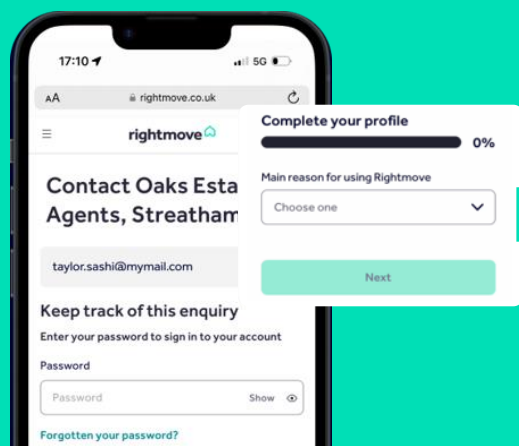 17:10
5G
AA
rightmove.co.uk
rightmove
Contact Oaks Esta
Agents, Streatham
taylor.sashi@mymail.com
Keep track of this enquiry
Enter your password to sign in to your account
Password
Password
Show
Forgotten your password?
Complete your profile
0%
Main reason for using Rightmove
Choose one
Next